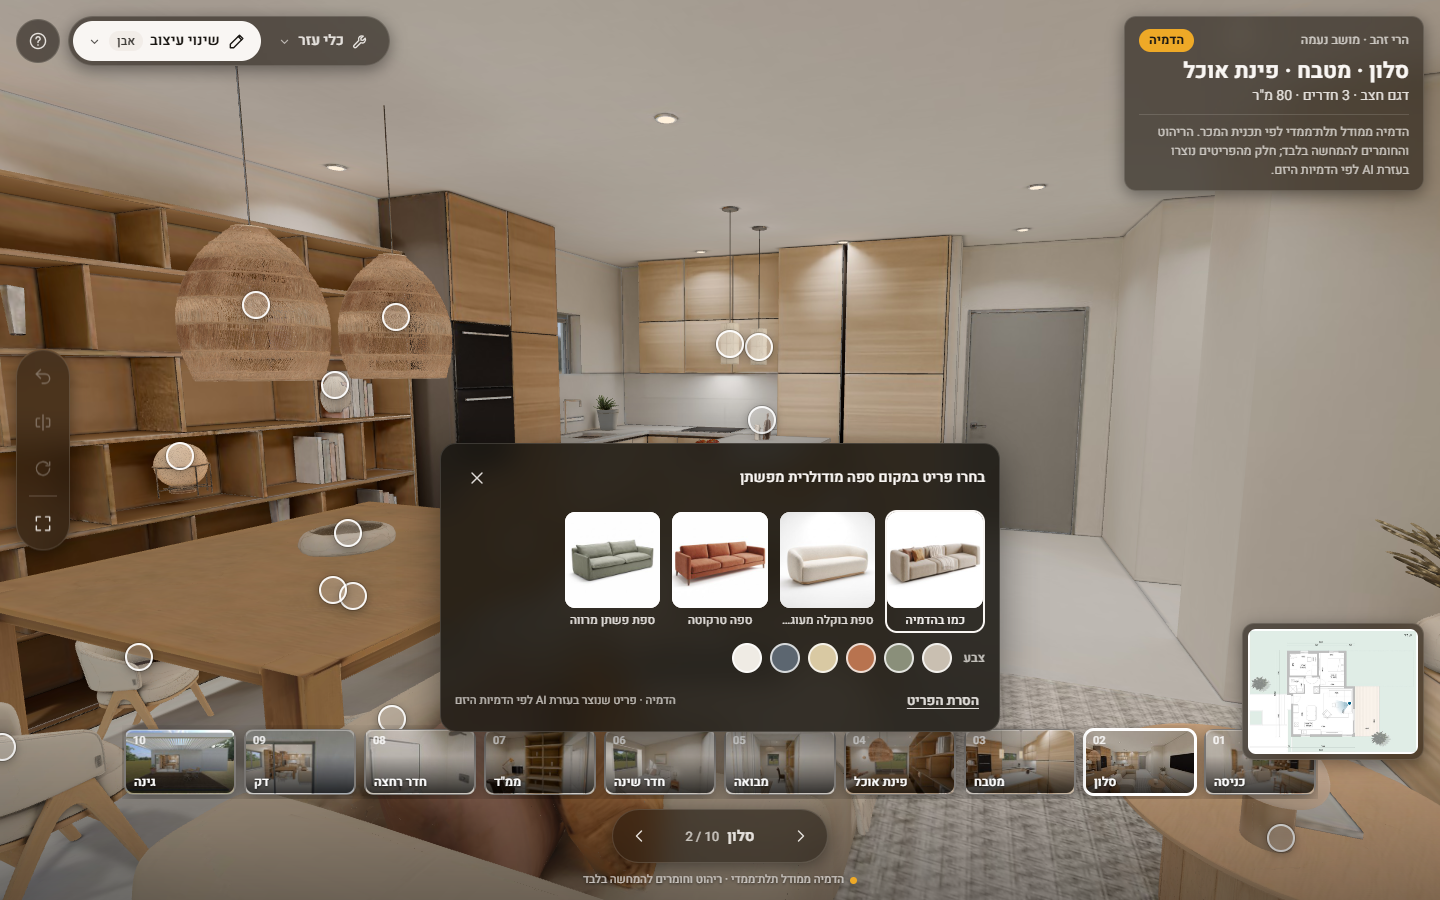 כלי עזר
שינוי עיצוב אבן
הרי זהב · מושב נעמה
הדמיה
סלון · מטבח · פינת אוכל
דגם חצב · 3 חדרים · 80 מ"ר
הדמיה ממודל תלת־ממדי לפי תכנית המכר. הריהוט
והחומרים להמחשה בלבד; חלק מהפריטים נוצרו
בעזרת AI לפי הדמיות היזם.
בחרו פריט במקום ספה מודולרית מפשתן
כמו בהדמיה
ספת בוקלה מעוג...
ספה טרקוטה
ספת פשתן מרווה
צבע
הסרת הפריט
הדמיה · פריט שנוצר בעזרת AI לפי הדמיות היזם
01 כניסה
02 סלון
03 מטבח
04 פינת אוכל
05 מבואה
06 חדר שינה
07 ממ"ד
08 חדר רחצה
09 דק
10 גינה
סלון 2 / 10
הדמיה ממודל תלת־ממדי · ריהוט וחומרים להמחשה בלבד